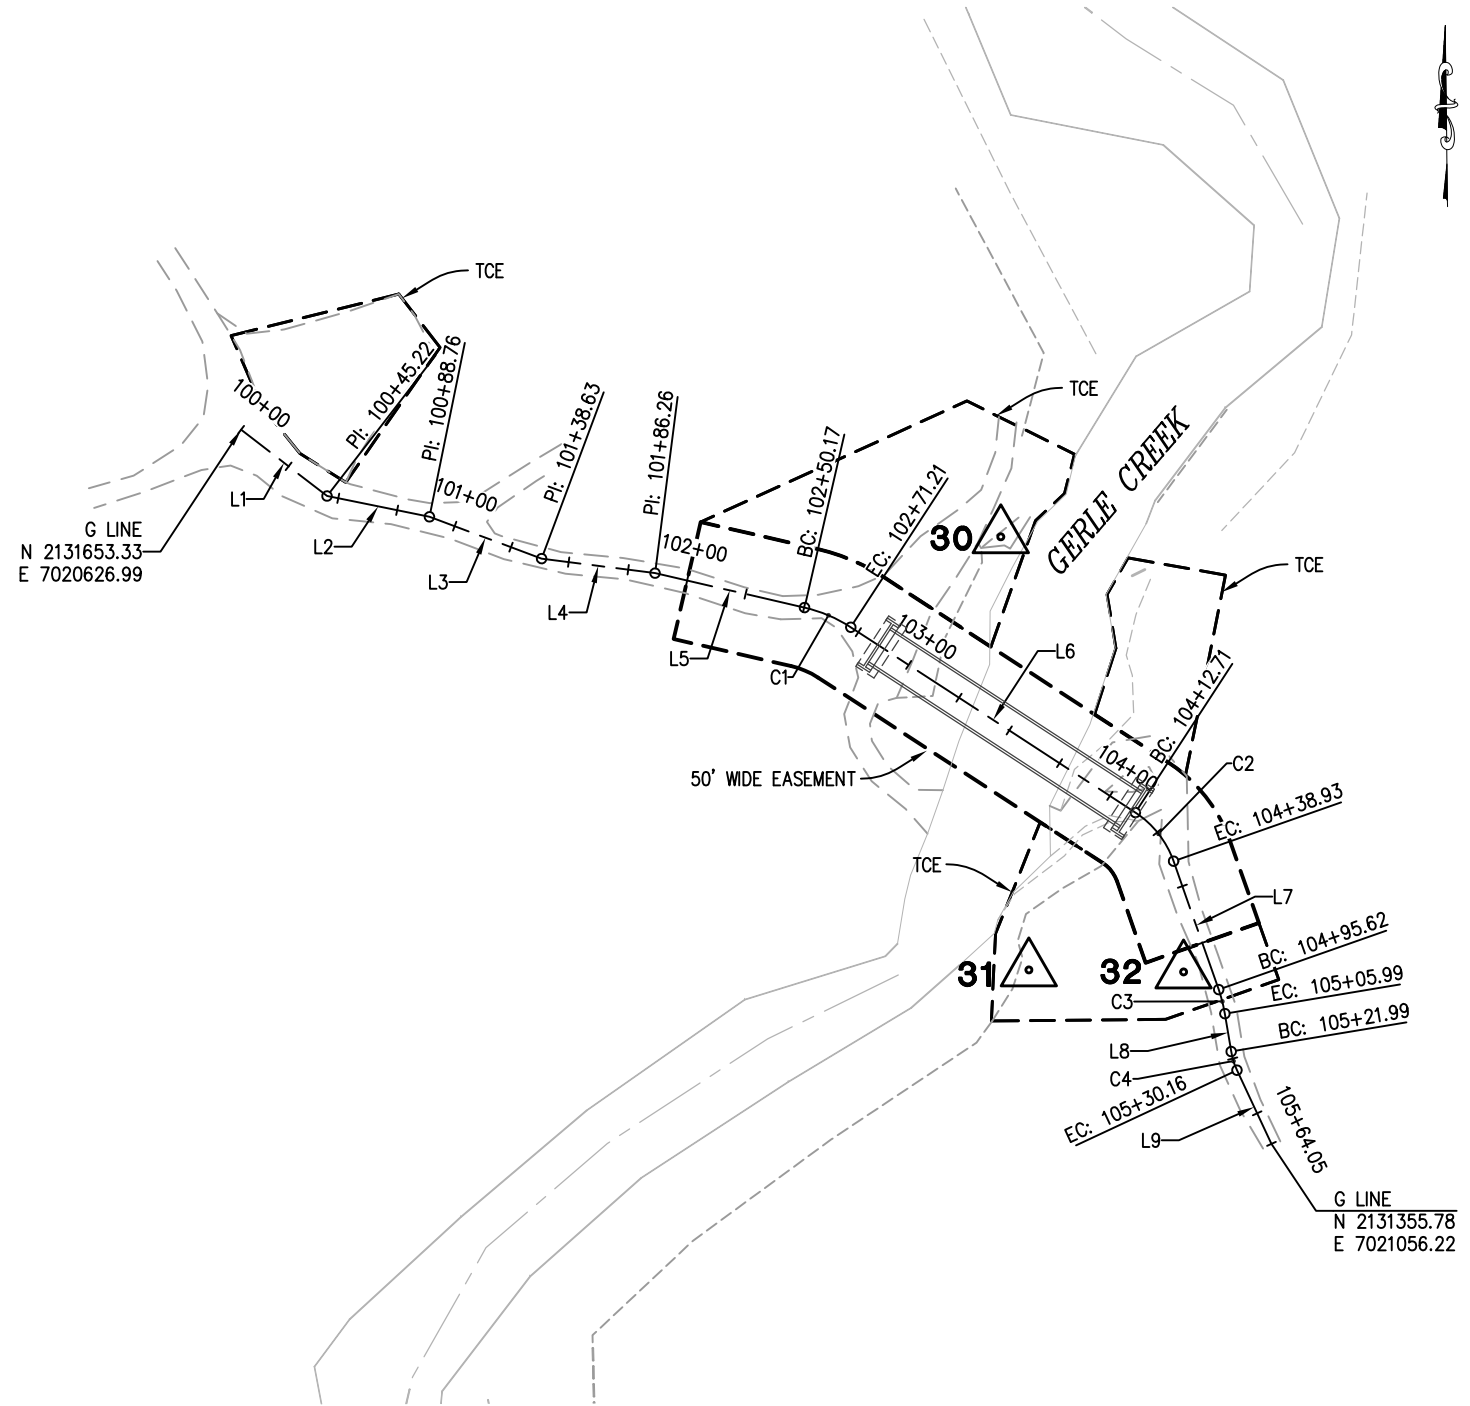 TCE
100+00
PI: 100+45.22
PI: 100+88.76
PI: 101+38.63
PI: 101+86.26
BC: 102+50.17
EC: 102+71.21
TCE
GERLE CREEK
30
L1
101+00
102+00
G LINE
N 2131653.33
E 7020626.99
L2
L3
L4
L5
C1
TCE
103+00
L6
104+00
BC: 104+12.71
50' WIDE EASEMENT
C2
EC: 104+38.93
TCE
L7
31
32
BC: 104+95.62
C3
EC: 105+05.99
BC: 105+21.99
L8
C4
EC: 105+30.16
L9
105+64.05
G LINE
N 2131355.78
E 7021056.22